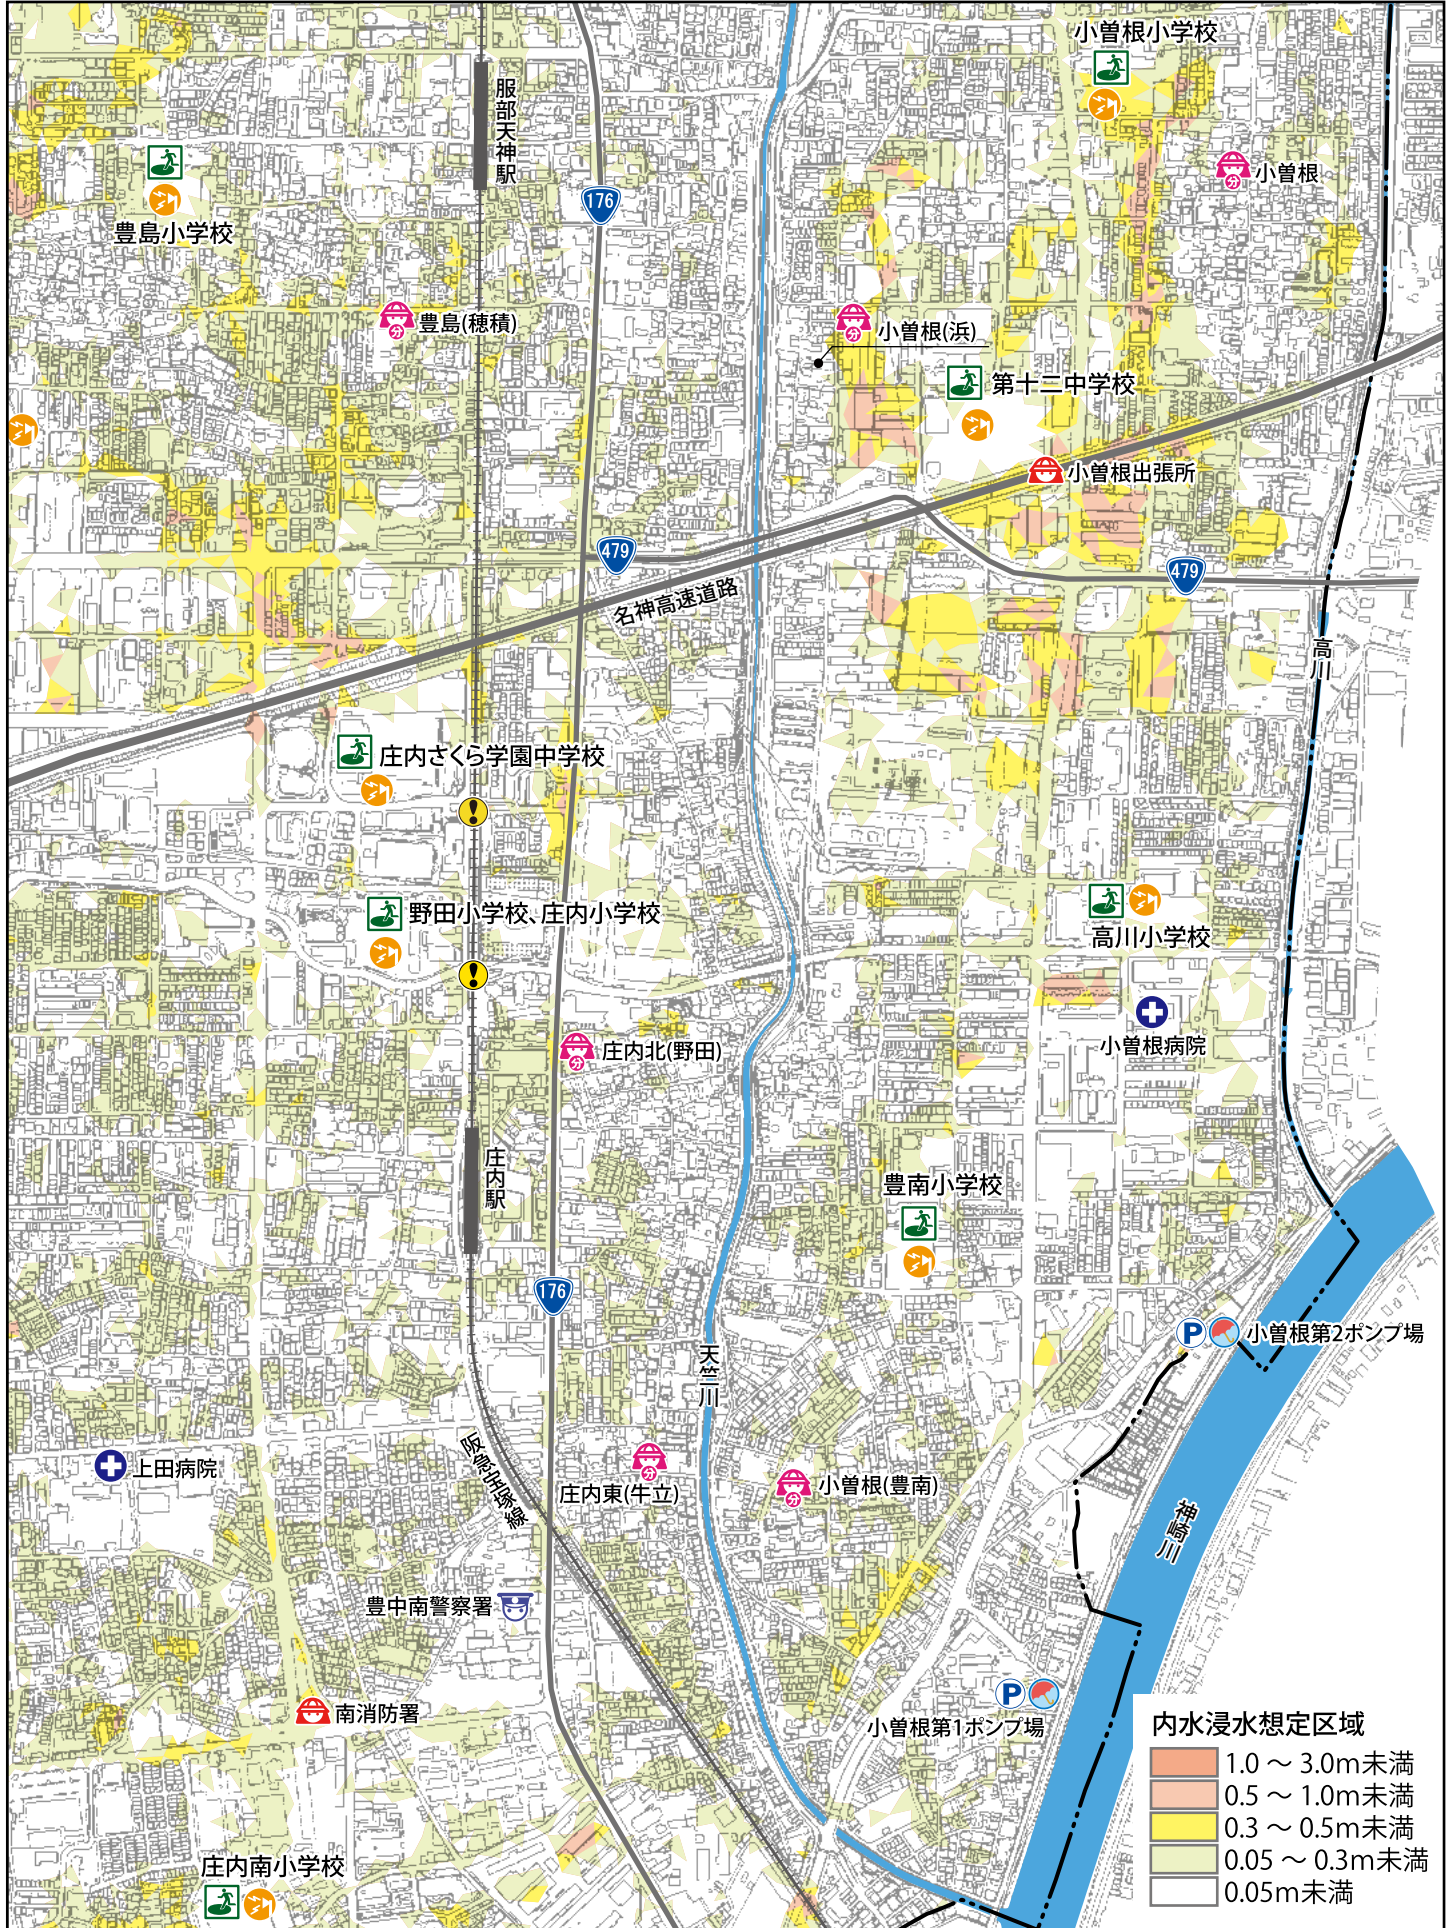 小曽根小学校
服部天神駅
小曽根
176
豊島小学校
豊島(穂積)
小曽根(浜)
第十二中学校
小曽根出張所
479
479
名神高速道路
高川
庄内さくら学園中学校
野田小学校、庄内小学校
高川小学校
小曽根病院
庄内北(野田)
庄内駅
豊南小学校
176
P
小曽根第2ポンプ場
天竺川
阪急宝塚線
上田病院
庄内東(牛立)
小曽根(豊南)
神崎川
豊中南警察署
P
南消防署
小曽根第1ポンプ場
庄内南小学校
内水浸水想定区域
1.0 ～ 3.0m未満
0.5 ～ 1.0m未満
0.3 ～ 0.5m未満
0.05 ～ 0.3m未満
0.05m未満
分
分
分
分
分
分